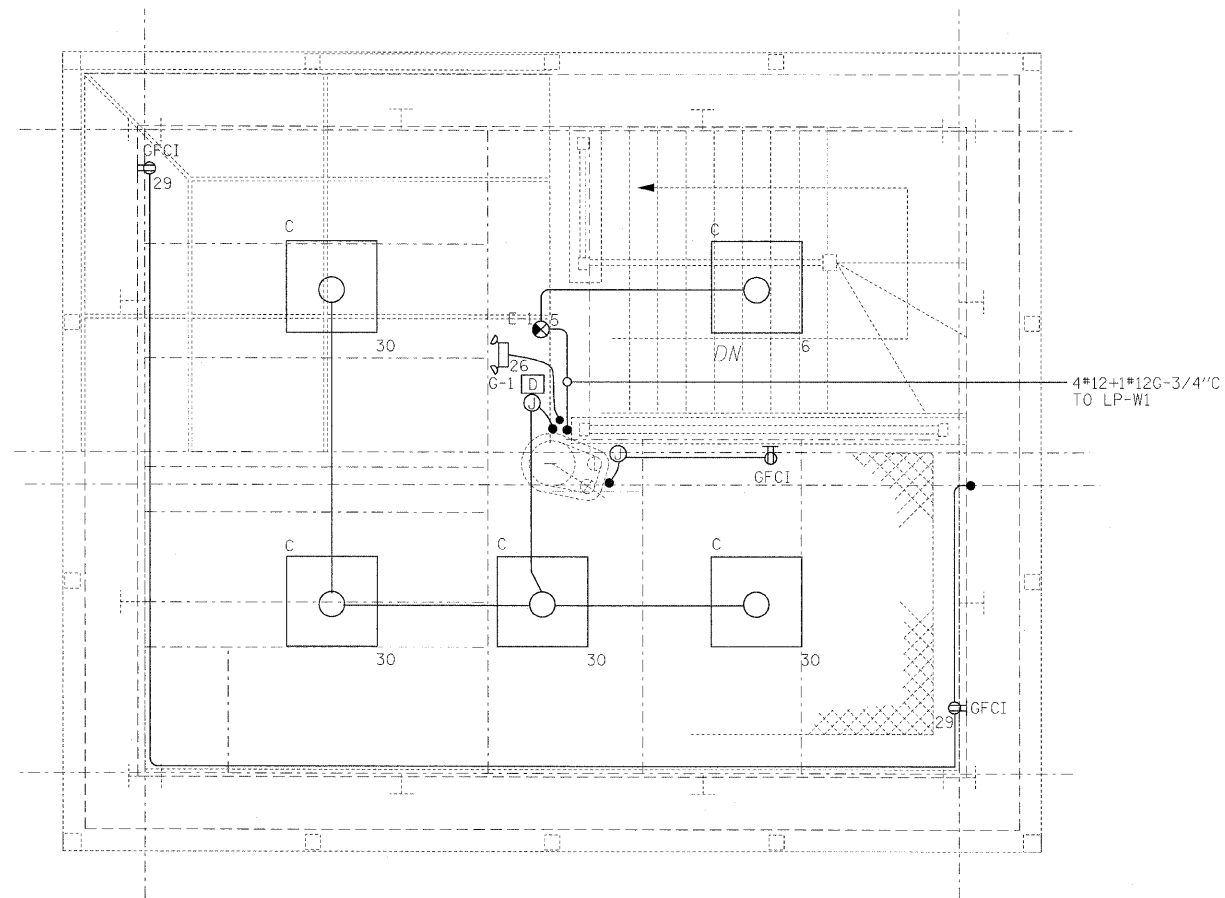 GFCI
29
C
C
30
E-1 5
DN
6
26
G-1 D
4#12+1#12G-3/4"C
TO LP-W1
J
J
GFCI
C
C
C
30
30
30
29
GFCI